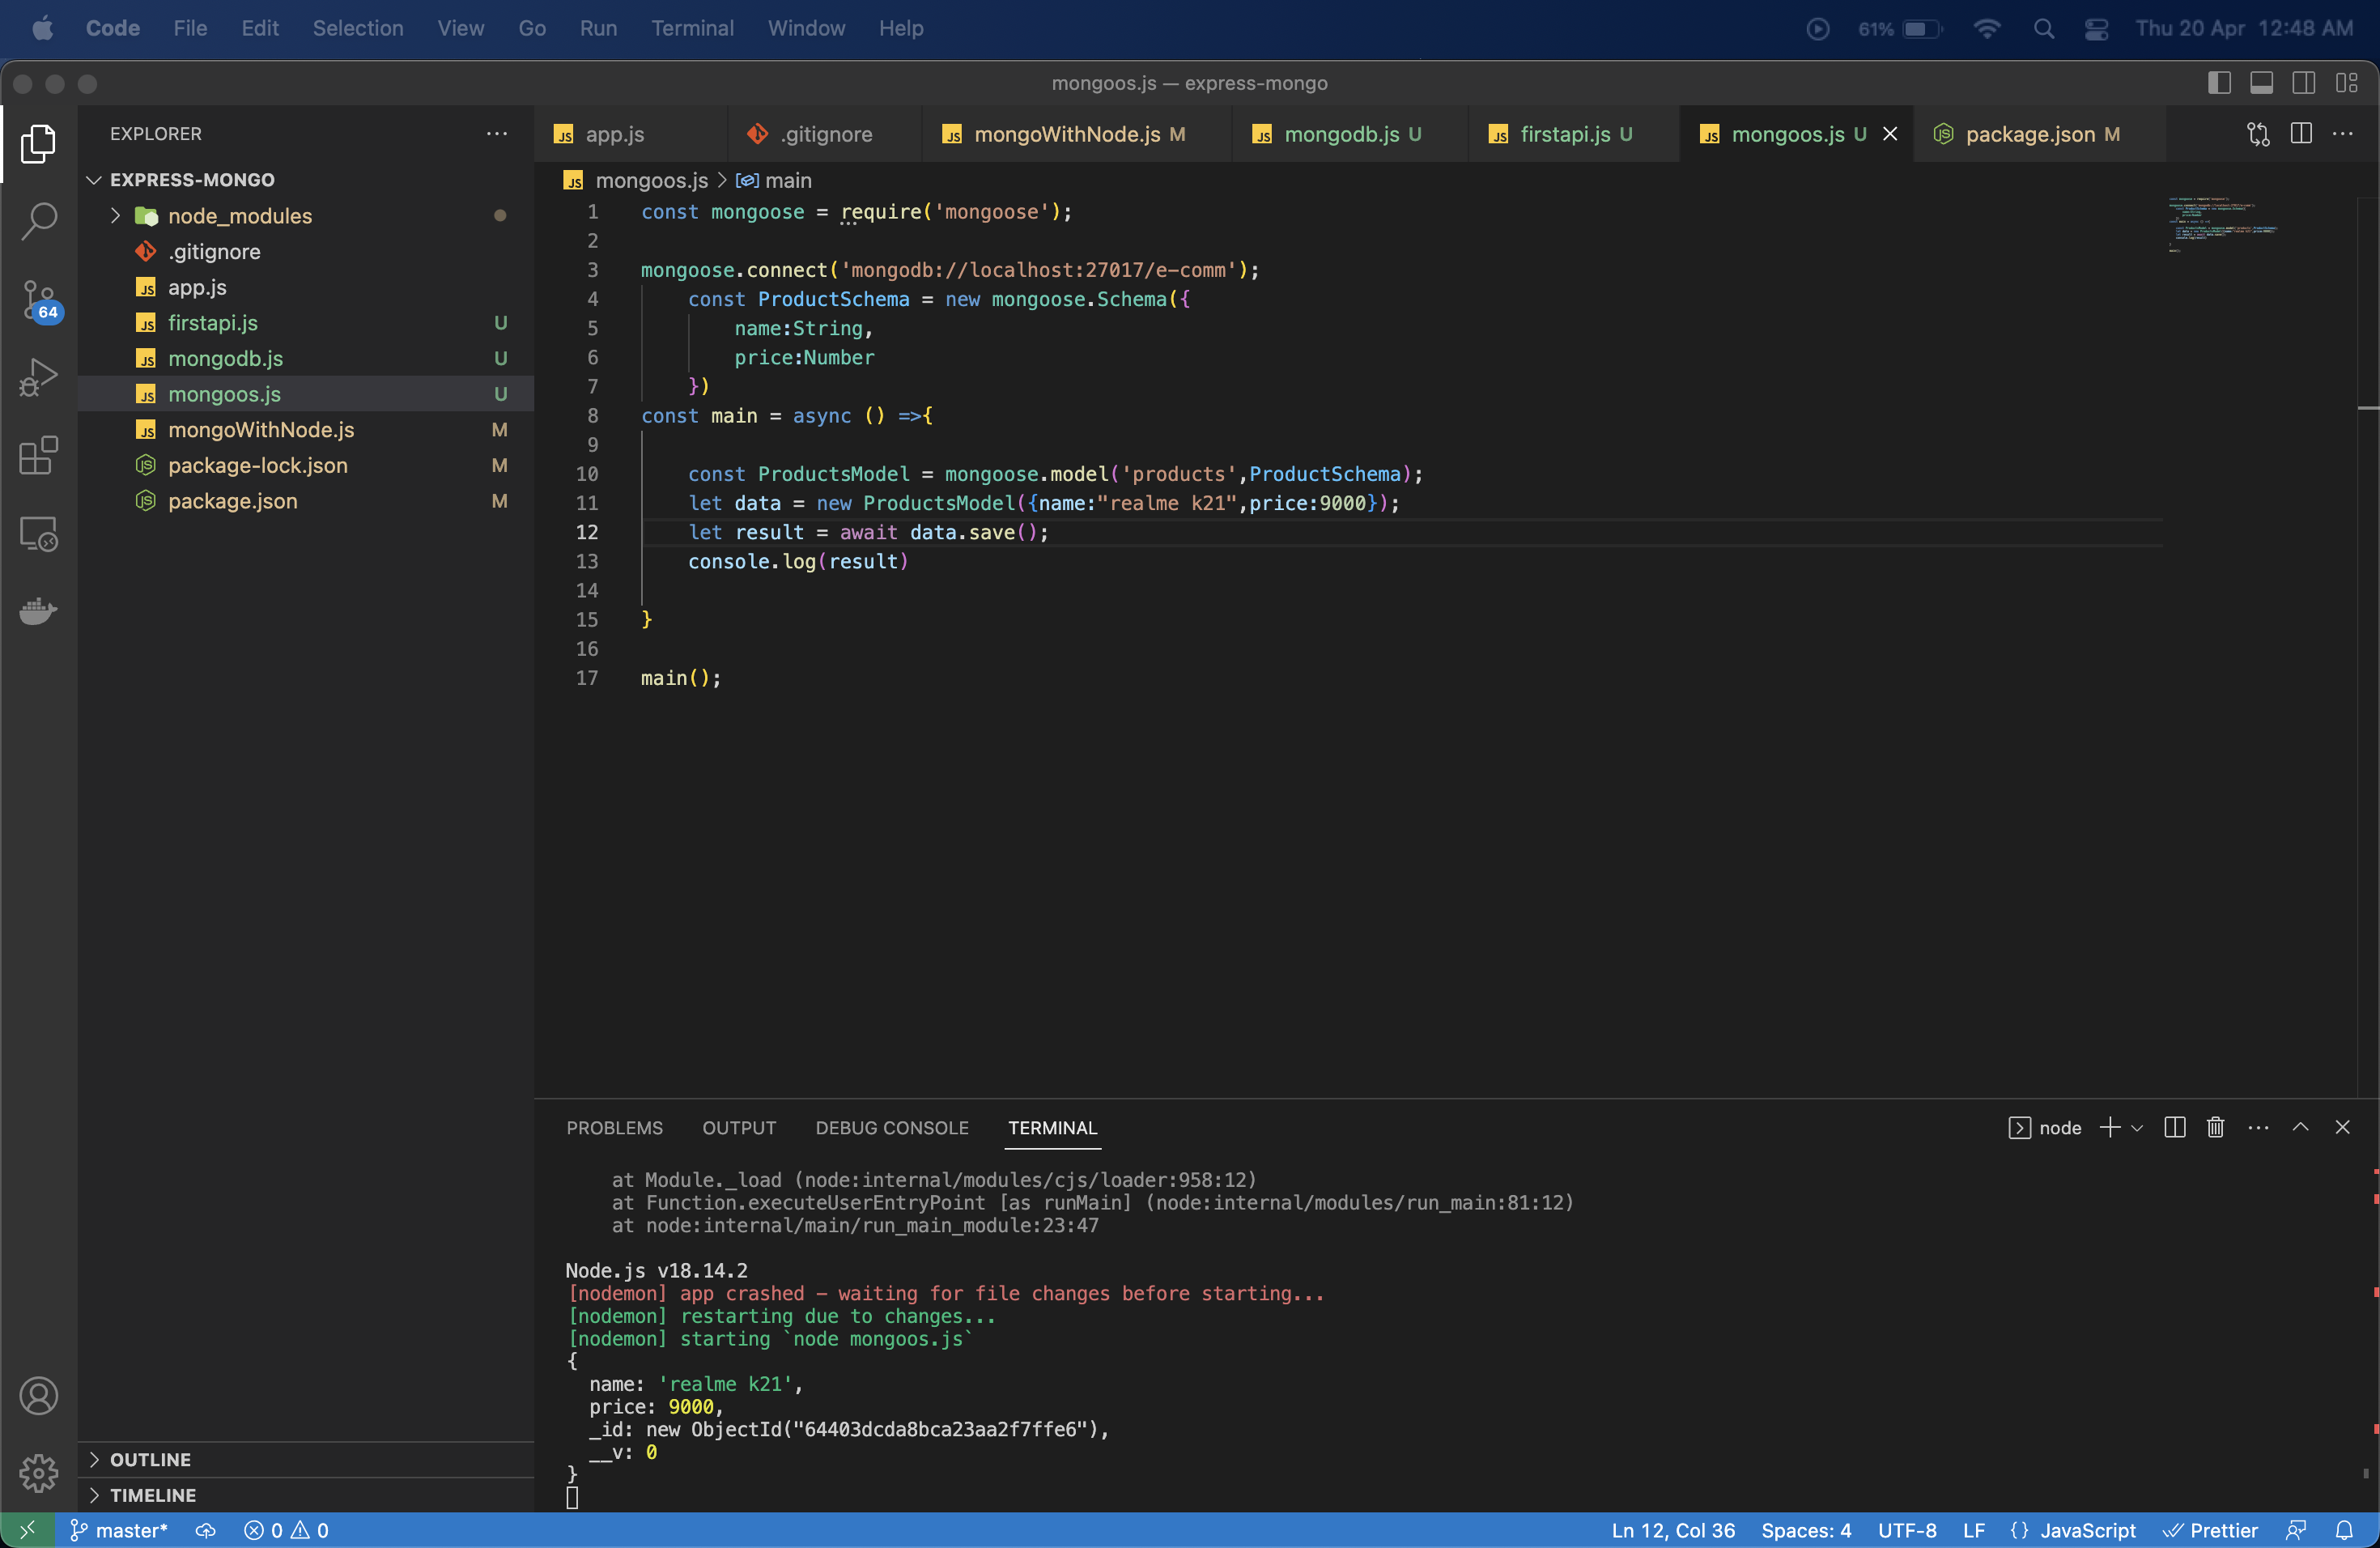 Code File Edit Selection View Go Run Terminal Window Help 61% Thu 20 Apr 12:48 AM
mongoos.js — express-mongo
EXPLORER
app.js
.gitignore
mongoWithNode.js M
mongodb.js U
firstapi.js U
mongoos.js U
package.json M
EXPRESS-MONGO
node_modules
.gitignore
app.js
firstapi.js U
mongodb.js U
mongoos.js U
mongoWithNode.js M
package-lock.json M
package.json M
64
OUTLINE
TIMELINE
mongoos.js > main
1 const mongoose = require('mongoose');
2
3 mongoose.connect('mongodb://localhost:27017/e-comm');
4 const ProductSchema = new mongoose.Schema({
5 name:String,
6 price:Number
7 })
8 const main = async () =>{
9
10 const ProductsModel = mongoose.model('products',ProductSchema);
11 let data = new ProductsModel({name:"realme k21",price:9000});
12 let result = await data.save();
13 console.log(result)
14
15 }
16
17 main();
PROBLEMS OUTPUT DEBUG CONSOLE TERMINAL node
at Module._load (node:internal/modules/cjs/loader:958:12)
at Function.executeUserEntryPoint [as runMain] (node:internal/modules/run_main:81:12)
at node:internal/main/run_main_module:23:47
Node.js v18.14.2
[nodemon] app crashed - waiting for file changes before starting...
[nodemon] restarting due to changes...
[nodemon] starting `node mongoos.js`
{
name: 'realme k21',
price: 9000,
_id: new ObjectId("64403dcda8bca23aa2f7ffe6"),
__v: 0
}
master* 0 0 Ln 12, Col 36 Spaces: 4 UTF-8 LF {} JavaScript Prettier